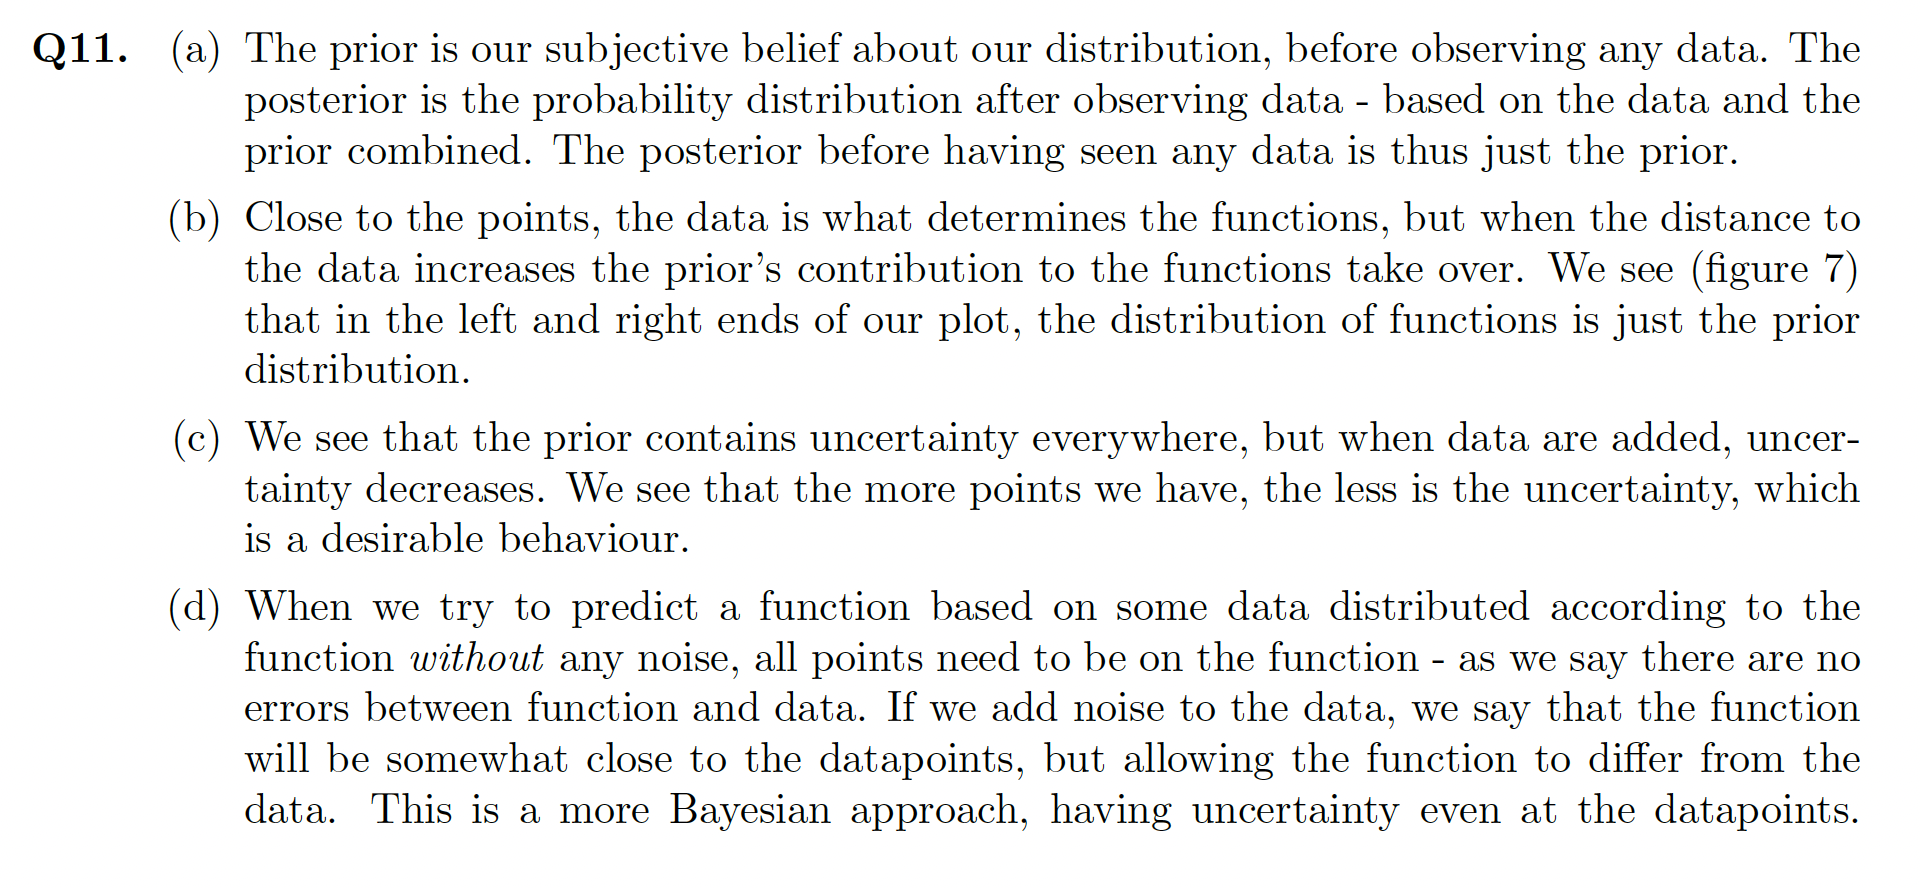 Q11. (a) The prior is our subjective belief about our distribution, before observing any data. The
posterior is the probability distribution after observing data - based on the data and the
prior combined. The posterior before having seen any data is thus just the prior.
(b) Close to the points, the data is what determines the functions, but when the distance to
the data increases the prior's contribution to the functions take over. We see (figure 7)
that in the left and right ends of our plot, the distribution of functions is just the prior
distribution.
(c) We see that the prior contains uncertainty everywhere, but when data are added, uncer-
tainty decreases. We see that the more points we have, the less is the uncertainty, which
is a desirable behaviour.
(d) When we try to predict a function based on some data distributed according to the
function without any noise, all points need to be on the function - as we say there are no
errors between function and data. If we add noise to the data, we say that the function
will be somewhat close to the datapoints, but allowing the function to differ from the
data. This is a more Bayesian approach, having uncertainty even at the datapoints.